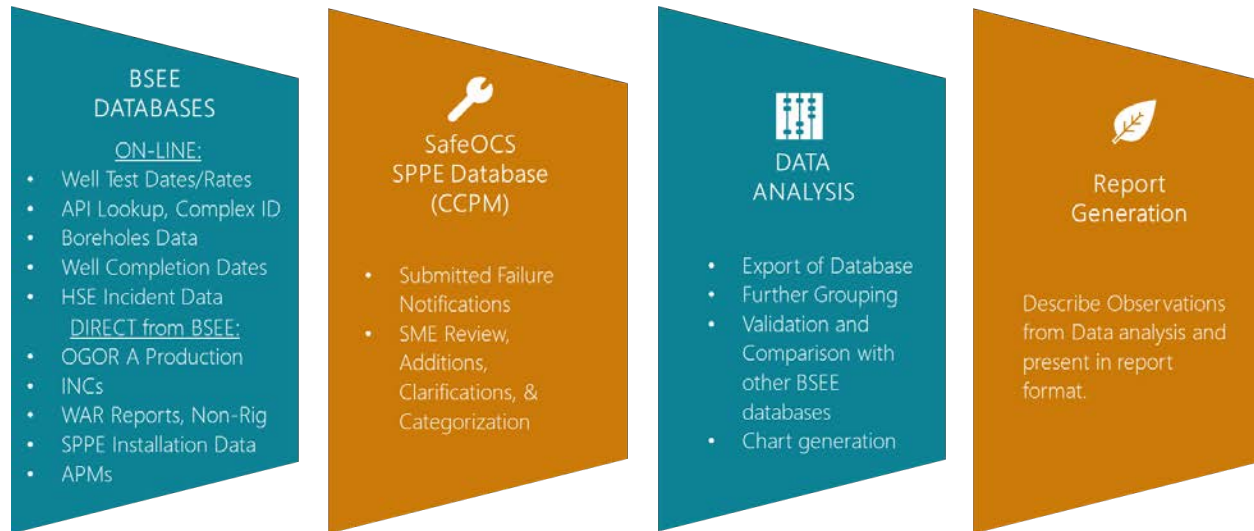 BSEE
DATABASES
ON-LINE:
• Well Test Dates/Rates
• API Lookup, Complex ID
• Boreholes Data
• Well Completion Dates
• HSE Incident Data
DIRECT from BSEE:
• OGOR A Production
• INCs
• WAR Reports, Non-Rig
• SPPE Installation Data
• APMs
SafeOCS
SPPE Database
(CCPM)
• Submitted Failure
Notifications
• SME Review,
Additions,
Clarifications, &
Categorization
DATA
ANALYSIS
• Export of Database
• Further Grouping
• Validation and
Comparison with
other BSEE
databases
• Chart generation
Report
Generation
Describe Observations
from Data analysis and
present in report
format.